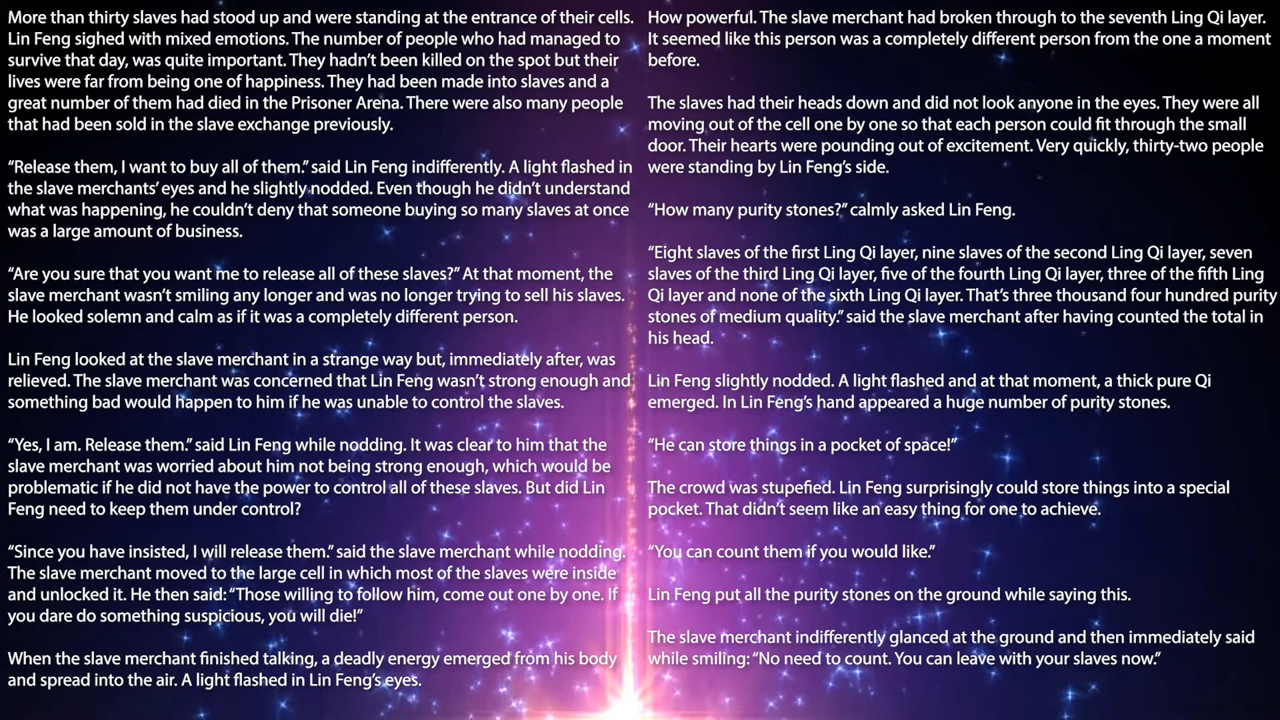 More than thirty slaves had stood up and were standing at the entrance of their cells.
Lin Feng sighed with mixed emotions. The number of people who had managed to
survive that day, was quite important. They hadn’t been killed on the spot but their
lives were far from being one of happiness. They had been made into slaves and a
great number of them had died in the Prisoner Arena. There were also many people
that had been sold in the slave exchange previously.
“Release them, I want to buy all of them.” said Lin Feng indifferently. A light flashed in
the slave merchants’ eyes and he slightly nodded. Even though he didn’t understand
what was happening, he couldn’t deny that someone buying so many slaves at once
was a large amount of business.
“Are you sure that you want me to release all of these slaves?” At that moment, the
slave merchant wasn’t smiling any longer and was no longer trying to sell his slaves.
He looked solemn and calm as if it was a completely different person.
Lin Feng looked at the slave merchant in a strange way but, immediately after, was
relieved. The slave merchant was concerned that Lin Feng wasn’t strong enough and
something bad would happen to him if he was unable to control the slaves.
“Yes, I am. Release them.” said Lin Feng while nodding. It was clear to him that the
slave merchant was worried about him not being strong enough, which would be
problematic if he did not have the power to control all of these slaves. But did Lin
Feng need to keep them under control?
“Since you have insisted, I will release them.” said the slave merchant while nodding.
The slave merchant moved to the large cell in which most of the slaves were inside
and unlocked it. He then said: “Those willing to follow him, come out one by one. If
you dare do something suspicious, you will die!”
When the slave merchant finished talking, a deadly energy emerged from his body
and spread into the air. A light flashed in Lin Feng’s eyes.
How powerful. The slave merchant had broken through to the seventh Ling Qi layer.
It seemed like this person was a completely different person from the one a moment
before.
The slaves had their heads down and did not look anyone in the eyes. They were all
moving out of the cell one by one so that each person could fit through the small
door. Their hearts were pounding out of excitement. Very quickly, thirty-two people
were standing by Lin Feng’s side.
“How many purity stones?” calmly asked Lin Feng.
“Eight slaves of the first Ling Qi layer, nine slaves of the second Ling Qi layer, seven
slaves of the third Ling Qi layer, five of the fourth Ling Qi layer, three of the fifth Ling
Qi layer and none of the sixth Ling Qi layer. That’s three thousand four hundred purity
stones of medium quality.” said the slave merchant after having counted the total in
his head.
Lin Feng slightly nodded. A light flashed and at that moment, a thick pure Qi
emerged. In Lin Feng’s hand appeared a huge number of purity stones.
“He can store things in a pocket of space!”
The crowd was stupefied. Lin Feng surprisingly could store things into a special
pocket. That didn’t seem like an easy thing for one to achieve.
“You can count them if you would like.”
Lin Feng put all the purity stones on the ground while saying this.
The slave merchant indifferently glanced at the ground and then immediately said
while smiling: “No need to count. You can leave with your slaves now.”